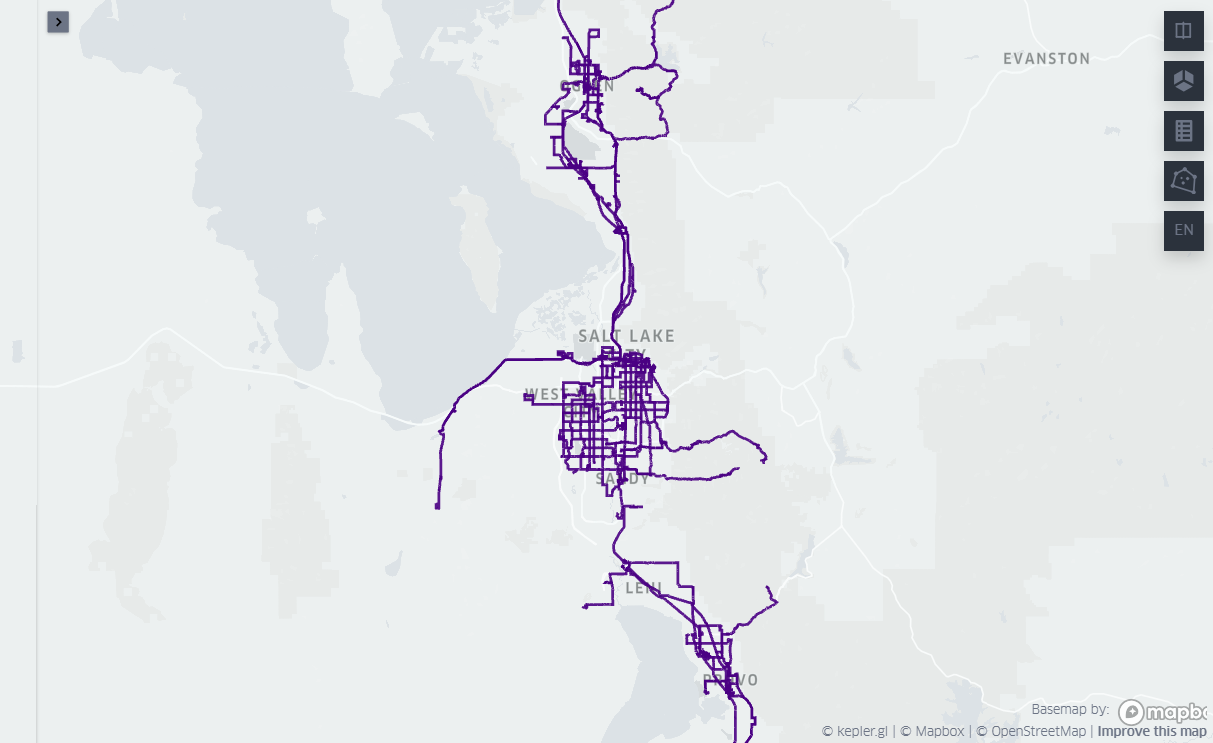 EVANSTON
OGDEN
EN
SALT LAKE
CITY
WEST VALLEY
SANDY
LEHI
PROVO
Basemap by: mapbo
© kepler.gl | © Mapbox | © OpenStreetMap | Improve this map